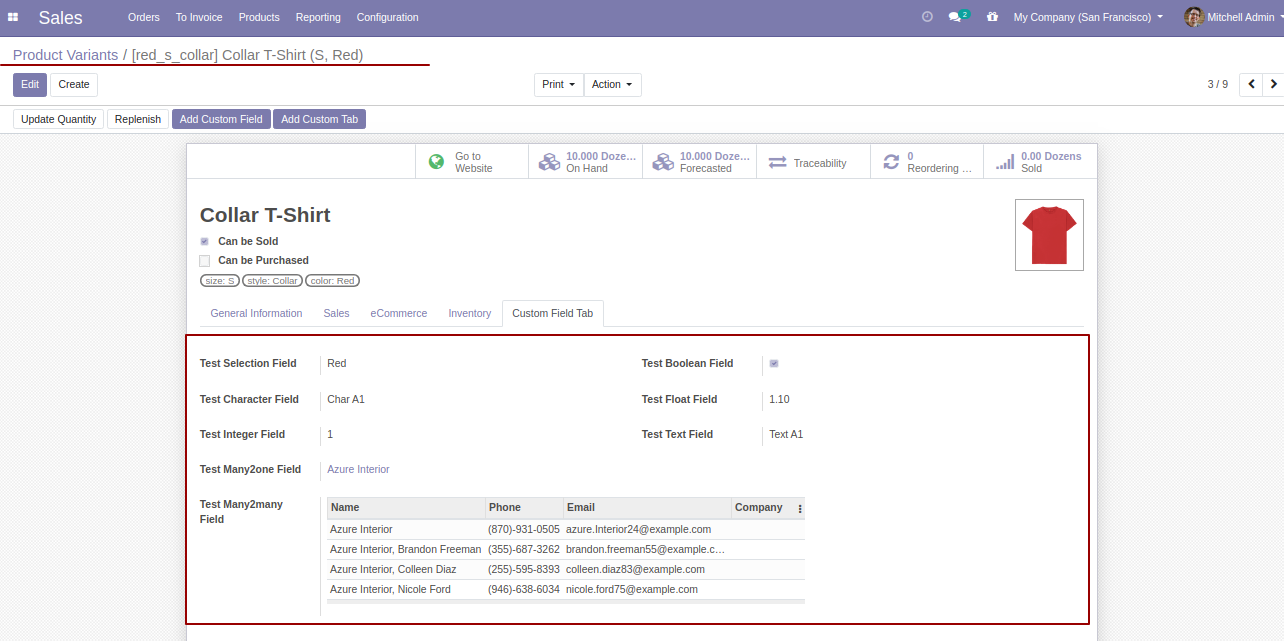 Sales Orders To Invoice Products Reporting Configuration 2 My Company (San Francisco) Mitchell Admin
Product Variants / [red_s_collar] Collar T-Shirt (S, Red)
Edit Create Print Action 3 / 9
Update Quantity Replenish Add Custom Field Add Custom Tab
Go to Website
10.000 Doze... On Hand
10.000 Doze... Forecasted
Traceability
0 Reordering ...
0.00 Dozens Sold
Collar T-Shirt
Can be Sold
Can be Purchased
size: S style: Collar color: Red
General Information Sales eCommerce Inventory Custom Field Tab
Test Selection Field Red Test Boolean Field
Test Character Field Char A1 Test Float Field 1.10
Test Integer Field 1 Test Text Field Text A1
Test Many2one Field Azure Interior
Test Many2many
Field
Name Phone Email Company
Azure Interior (870)-931-0505 azure.Interior24@example.com
Azure Interior, Brandon Freeman (355)-687-3262 brandon.freeman55@example.c...
Azure Interior, Colleen Diaz (255)-595-8393 colleen.diaz83@example.com
Azure Interior, Nicole Ford (946)-638-6034 nicole.ford75@example.com